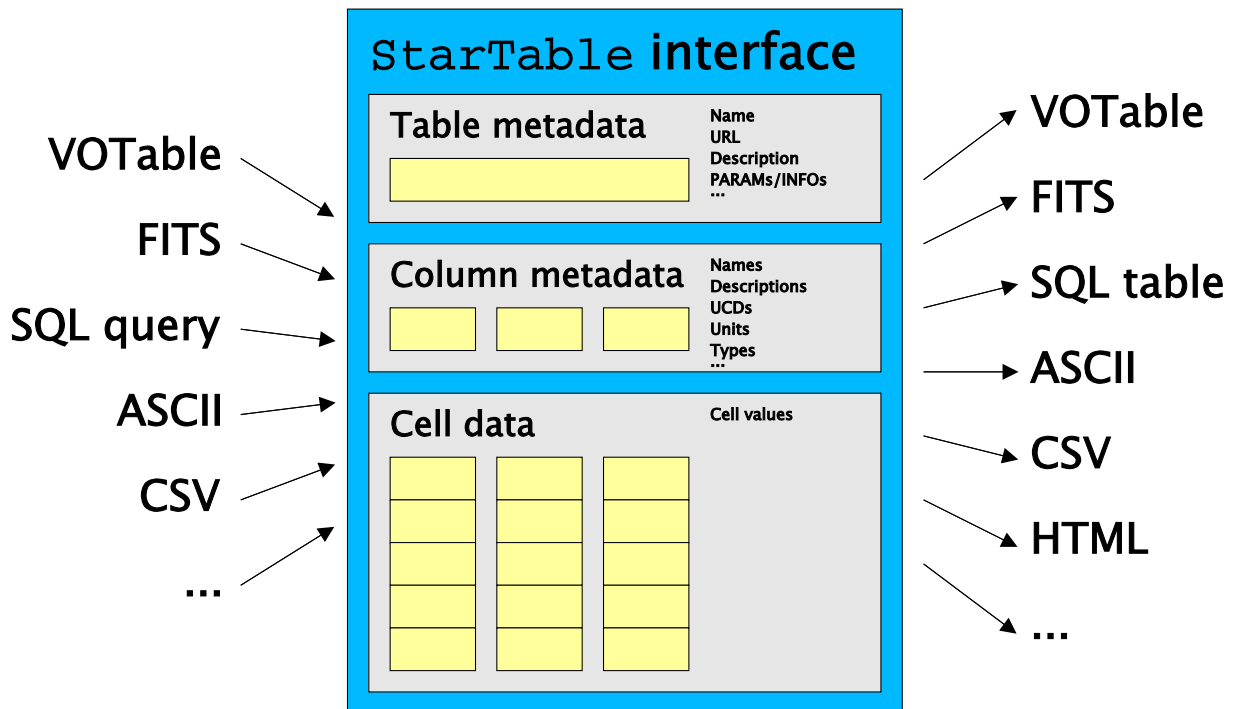 StarTable interface
VOTable
FITS
SQL query
ASCII
CSV
...
Table metadata
Name
URL
Description
PARAMs/INFOs
...
Column metadata
Names
Descriptions
UCDs
Units
Types
...
Cell data
Cell values
VOTable
FITS
SQL table
ASCII
CSV
HTML
...